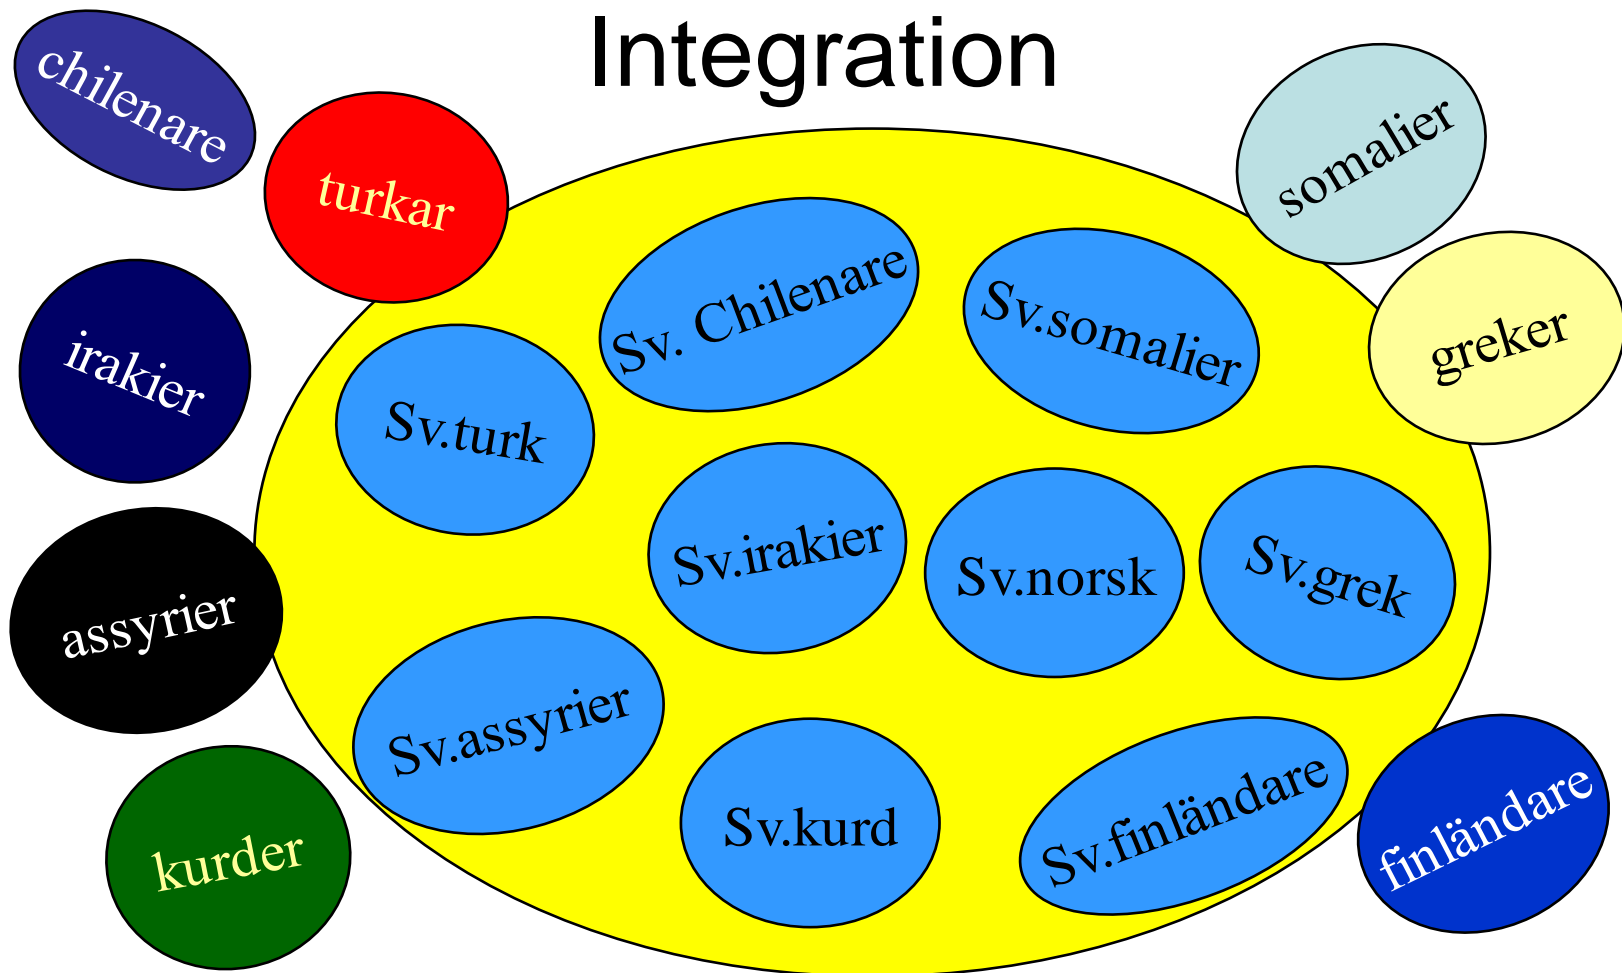 Integration
chilenare
turkar
somalier
greker
irakier
Sv. Chilenare
Sv.somalier
Sv.turk
Sv.irakier
Sv.norsk
Sv.grek
assyrier
Sv.assyrier
Sv.kurd
Sv.finländare
finländare
kurder